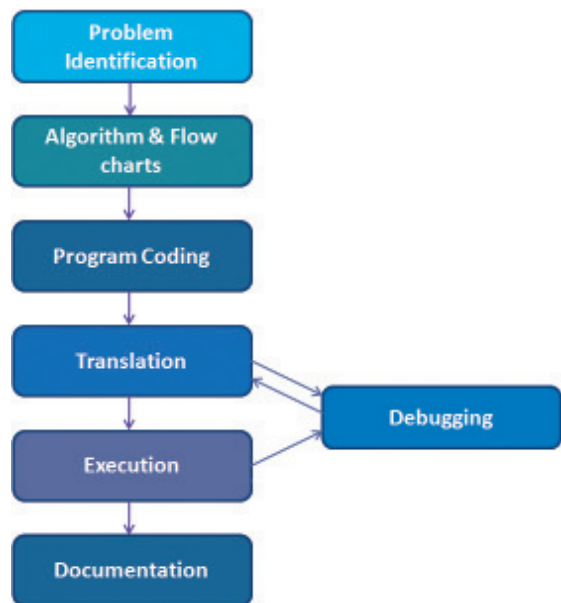 Problem
Identification
Algorithm & Flow
charts
Program Coding
Translation
Debugging
Execution
Documentation